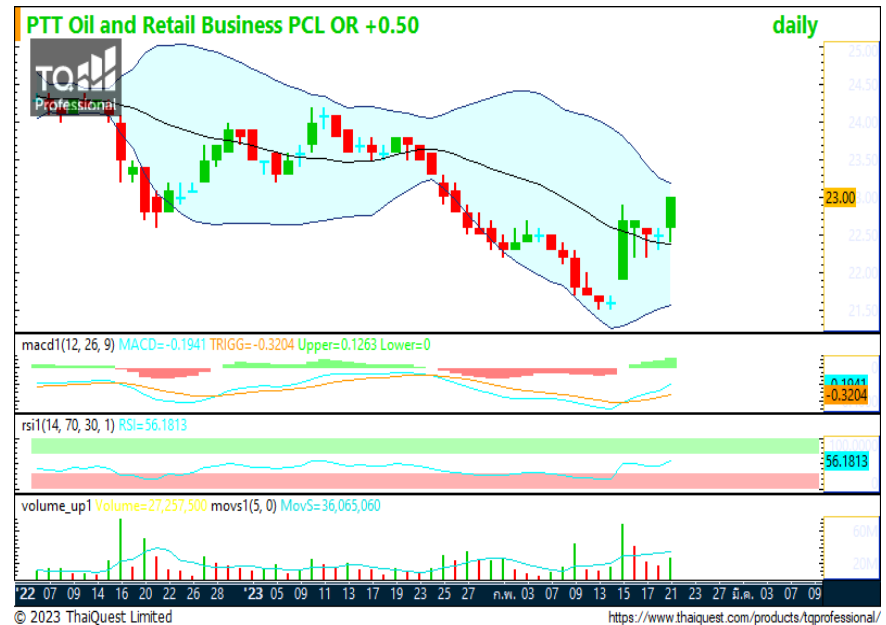 PTT Oil and Retail Business PCL OR +0.50 daily
TQ
Professional
25.00
24.50
24.00
23.50
23.00
22.50
22.00
21.50
macd1(12, 26, 9) MACD=-0.1941 TRIGG=-0.3204 Upper=0.1263 Lower=0
-0.1941
-0.3204
rsi1(14, 70, 30, 1) RSI=56.1813
100.0000
56.1813
volume_up1 Volume=27,257,500 movs1(5, 0) MovS=36,065,060
60M
20M
'22 07 09 14 16 20 22 26 28 '23 05 09 11 13 17 19 23 25 27 ก.พ. 03 07 09 13 15 17 21 23 27 มี.ค. 03 07 09
© 2023 ThaiQuest Limited https://www.thaiquest.com/products/tqprofessional/